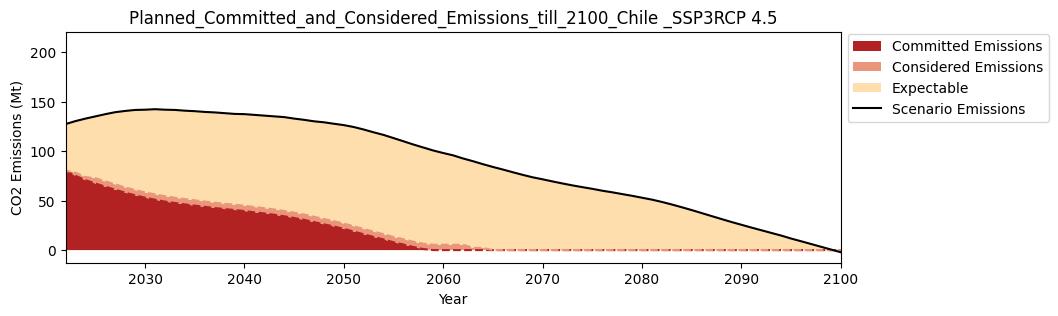 Planned_Committed_and_Considered_Emissions_till_2100_Chile _SSP3RCP 4.5
200
150
100
50
0
CO2 Emissions (Mt)
2030 2040 2050 2060 2070 2080 2090 2100
Year
Committed Emissions
Considered Emissions
Expectable
Scenario Emissions